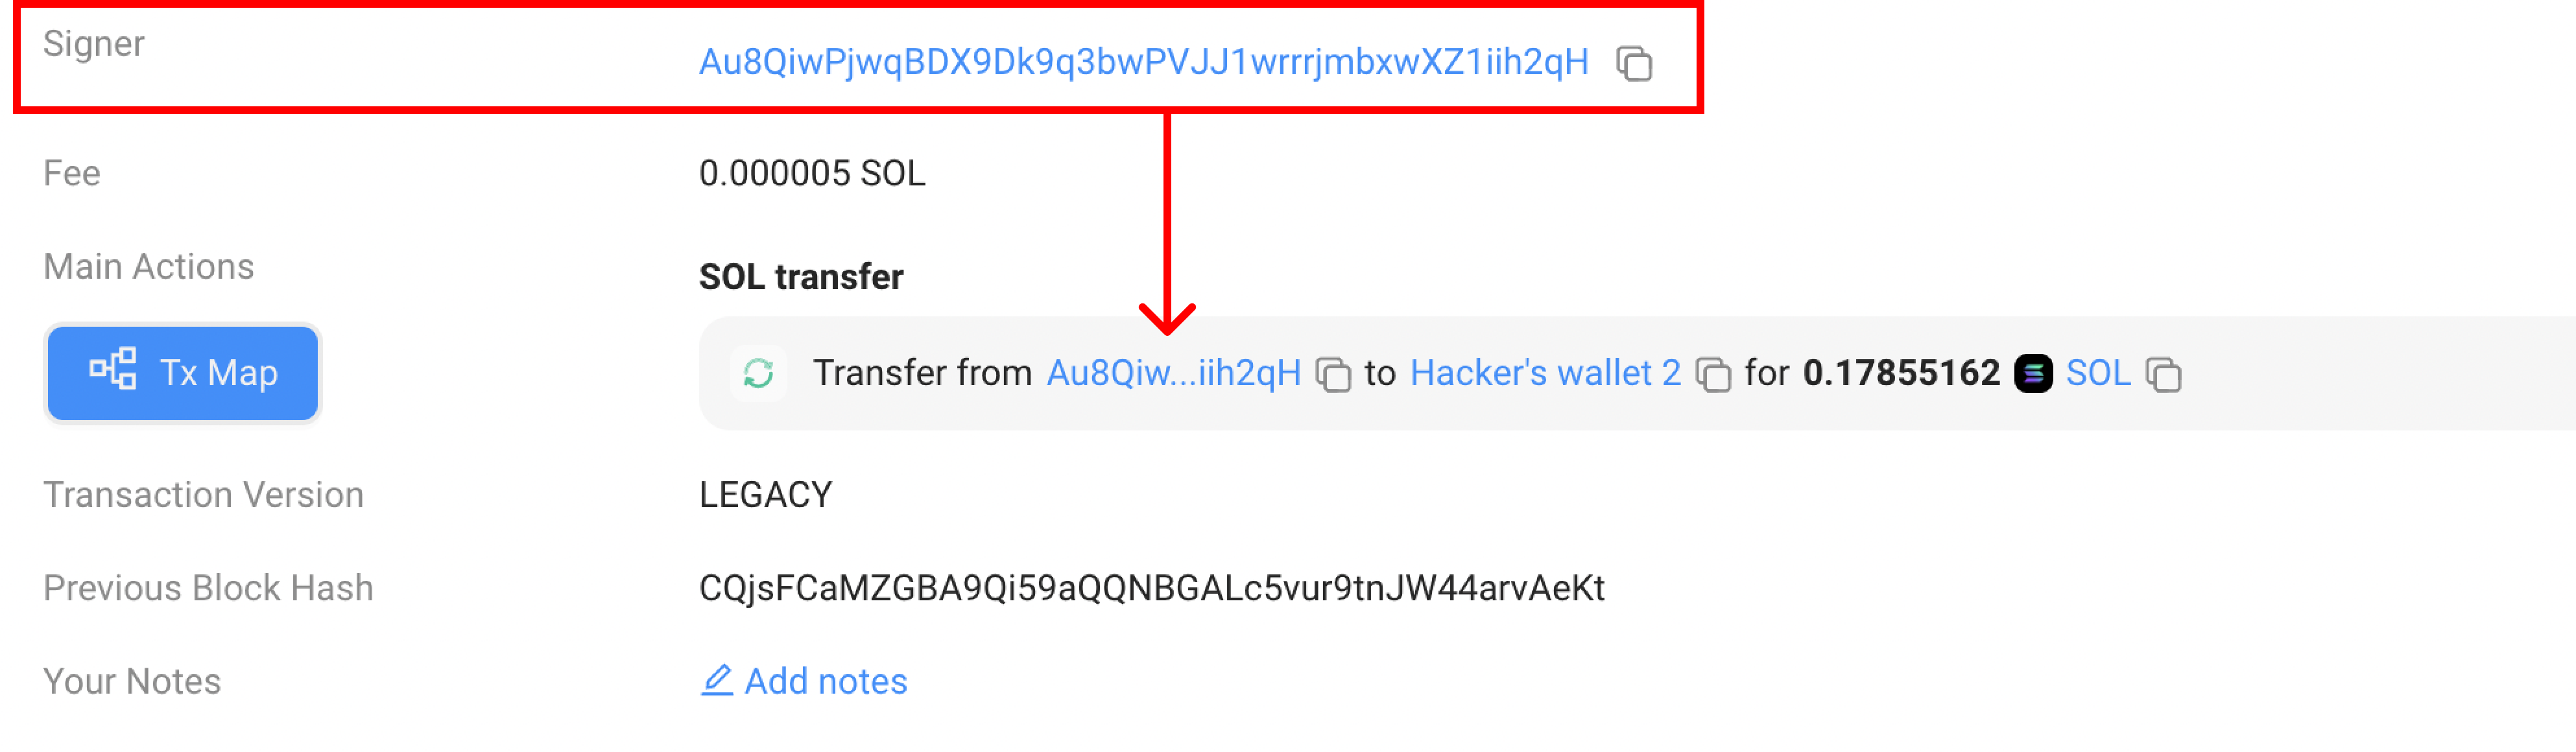 Signer
Au8QiwPjwqBDX9Dk9q3bwPVJJ1wrrrjmbxwXZ1iih2qH
Fee
0.000005 SOL
Main Actions
SOL transfer
Tx Map
Transfer from Au8Qiw...iih2qH to Hacker's wallet 2 for 0.17855162 SOL
Transaction Version
LEGACY
Previous Block Hash
CQjsFCaMZGBA9Qi59aQQNBGALc5vur9tnJW44arvAeKt
Your Notes
Add notes